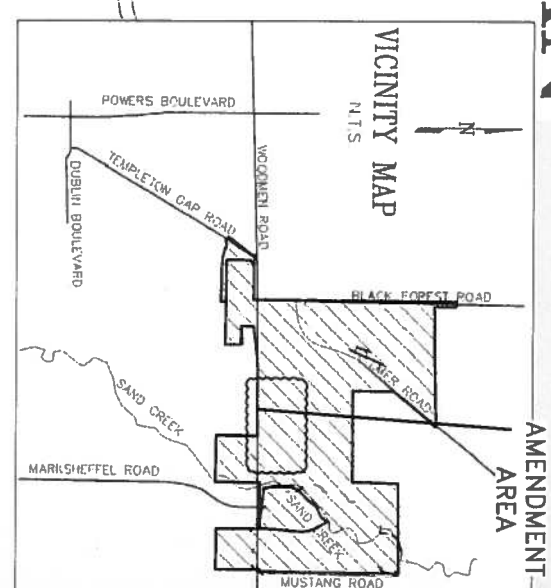 VICINITY MAP
N.T.S
N
POWERS BOULEVARD
WOODMEN ROAD
TEMPLETON GAP ROAD
DUBLIN BOULEVARD
BLACK FOREST ROAD
SAND CREEK
MARKSHEFFEL ROAD
SAND CREEK
MUSTANG ROAD
AMENDMENT
AREA